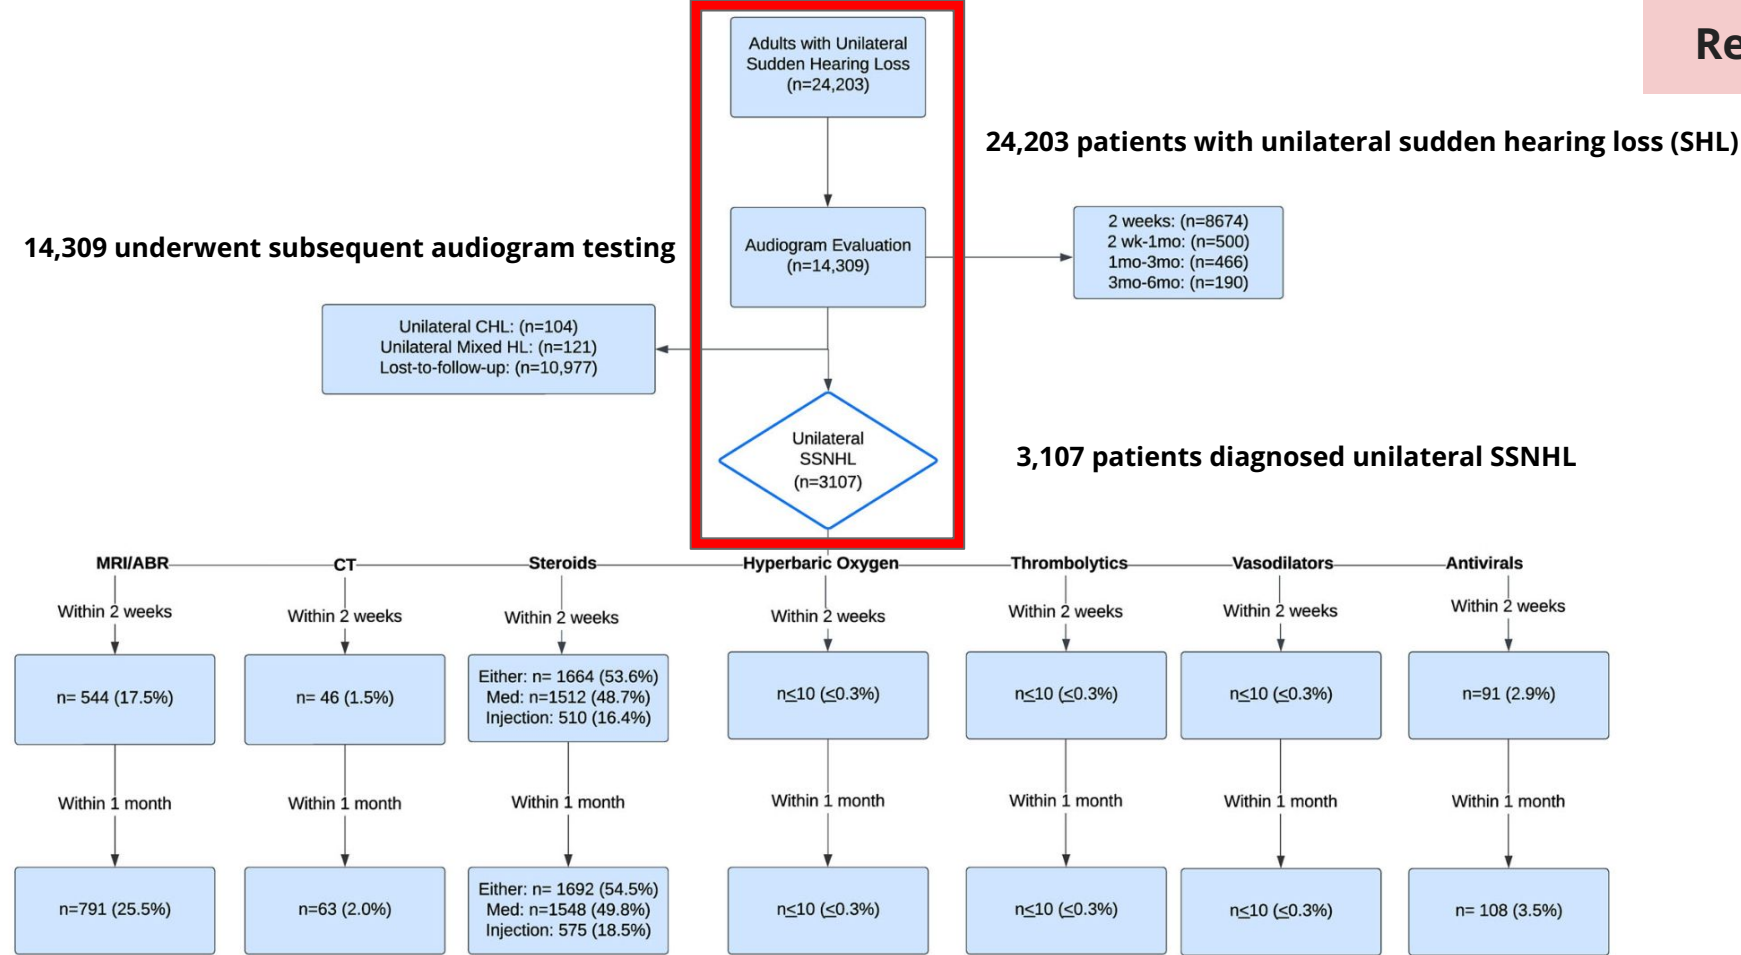 Re
Adults with Unilateral
Sudden Hearing Loss
(n=24,203)
24,203 patients with unilateral sudden hearing loss (SHL)
14,309 underwent subsequent audiogram testing
Audiogram Evaluation
(n=14,309)
2 weeks: (n=8674)
2 wk-1mo: (n=500)
1mo-3mo: (n=466)
3mo-6mo: (n=190)
Unilateral CHL: (n=104)
Unilateral Mixed HL: (n=121)
Lost-to-follow-up: (n=10,977)
Unilateral
SSNHL
(n=3107)
3,107 patients diagnosed unilateral SSNHL
MRI/ABR
CT
Steroids
Hyperbaric Oxygen
Thrombolytics
Vasodilators
Antivirals
Within 2 weeks
Within 2 weeks
Within 2 weeks
Within 2 weeks
Within 2 weeks
Within 2 weeks
Within 2 weeks
n= 544 (17.5%)
n= 46 (1.5%)
Either: n= 1664 (53.6%)
Med: n=1512 (48.7%)
Injection: 510 (16.4%)
n≤10 (≤0.3%)
n≤10 (≤0.3%)
n≤10 (≤0.3%)
n=91 (2.9%)
Within 1 month
Within 1 month
Within 1 month
Within 1 month
Within 1 month
Within 1 month
Within 1 month
n=791 (25.5%)
n=63 (2.0%)
Either: n= 1692 (54.5%)
Med: n=1548 (49.8%)
Injection: 575 (18.5%)
n≤10 (≤0.3%)
n≤10 (≤0.3%)
n≤10 (≤0.3%)
n= 108 (3.5%)